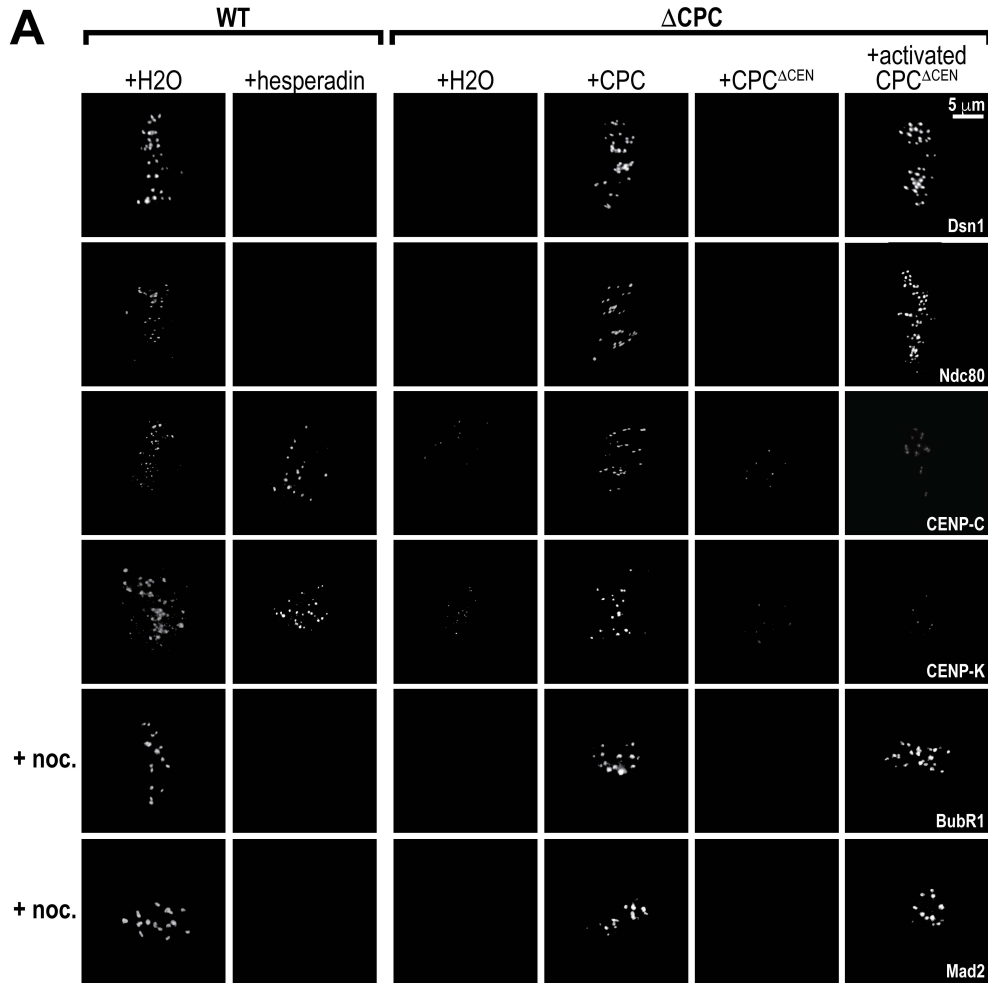 A
WT
ΔCPC
+H2O
+hesperadin
+H2O
+CPC
+CPC^ΔCEN
+activated
CPC^ΔCEN
5 μm
Dsn1
Ndc80
CENP-C
CENP-K
+ noc.
BubR1
+ noc.
Mad2